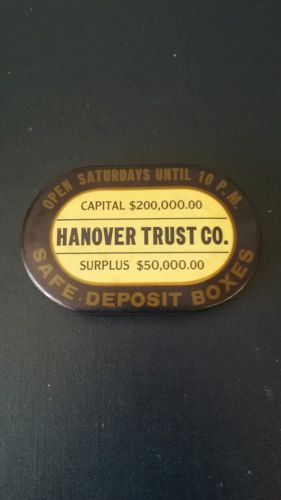 OPEN SATURDAYS UNTIL 10 P.M.
CAPITAL $200,000.00
HANOVER TRUST CO.
SURPLUS $50,000.00
SAFE · DEPOSIT BOXES